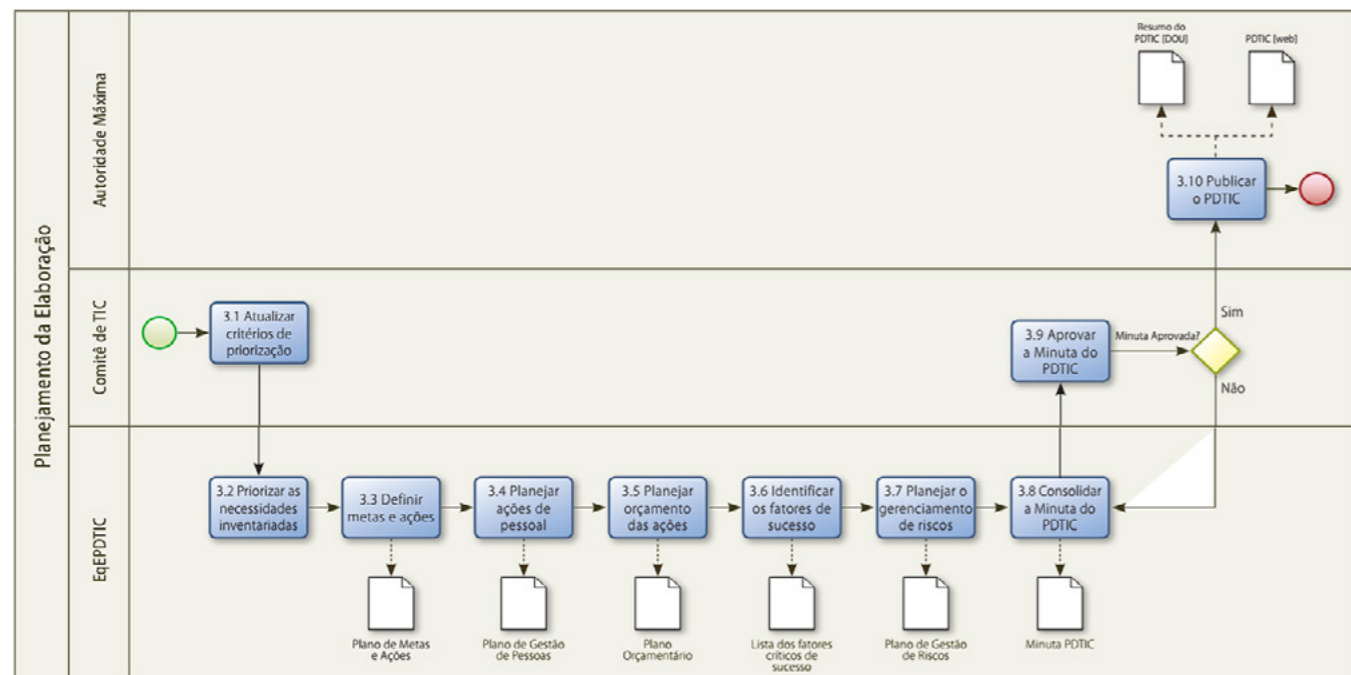 Planejamento da Elaboração
Autoridade Máxima
Resumo do
PDTIC [DOU]
PDTIC [web]
3.10 Publicar
o PDTIC
Comitê de TIC
3.1 Atualizar
critérios de
priorização
3.9 Aprovar
a Minuta do
PDTIC
Minuta Aprovada?
Sim
Não
EqEPDTIC
3.2 Priorizar as
necessidades
inventariadas
3.3 Definir
metas e ações
3.4 Planejar
ações de
pessoal
3.5 Planejar
orçamento
das ações
3.6 Identificar
os fatores de
sucesso
3.7 Planejar o
gerenciamento
de riscos
3.8 Consolidar
a Minuta do
PDTIC
Plano de Metas
e Ações
Plano de Gestão
de Pessoas
Plano
Orçamentário
Lista dos fatores
críticos de
sucesso
Plano de Gestão
de Riscos
Minuta PDTIC